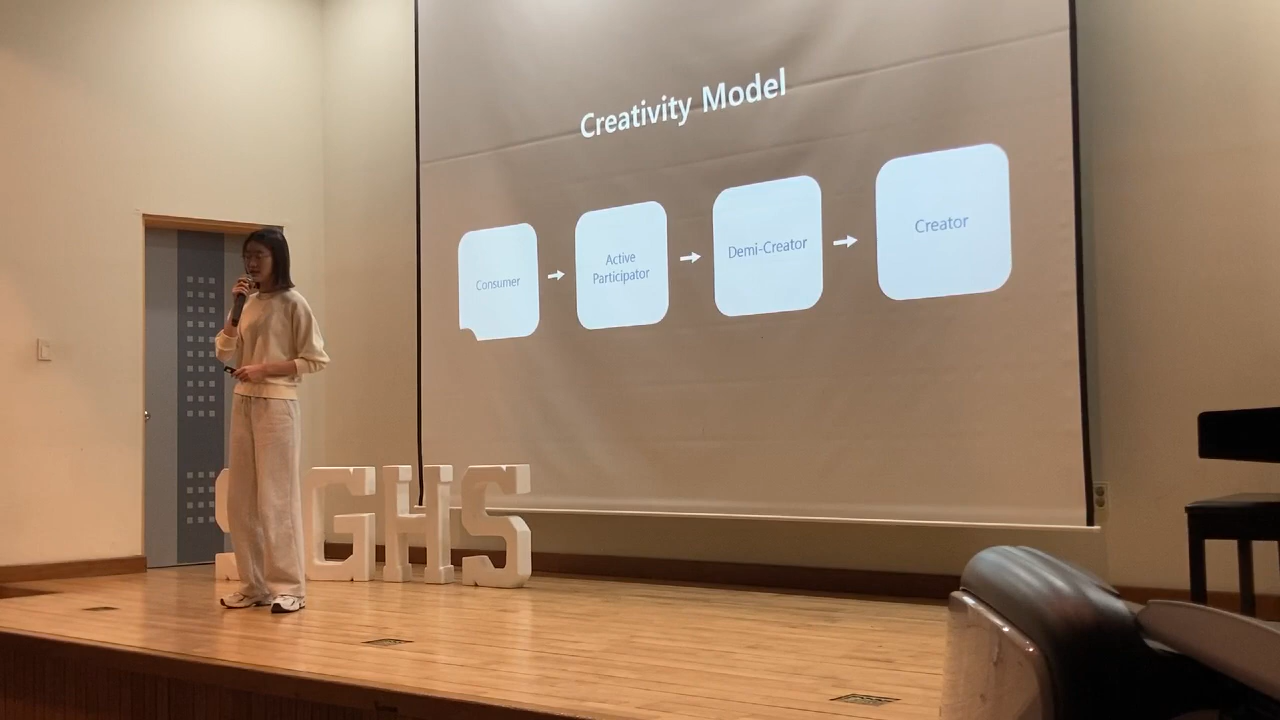 Creativity Model
Consumer
Active
Participator
Demi-Creator
Creator
GHS